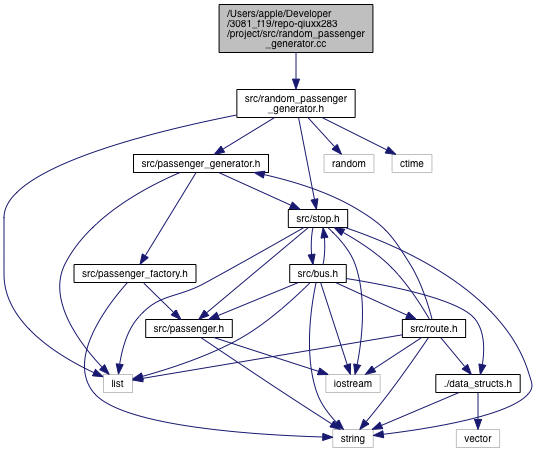 /Users/apple/Developer
/3081_f19/repo-qiuxx283
/project/src/random_passenger
_generator.cc
src/random_passenger
_generator.h
src/passenger_generator.h
random
ctime
src/stop.h
src/passenger_factory.h
src/bus.h
src/passenger.h
src/route.h
list
iostream
./data_structs.h
string
vector